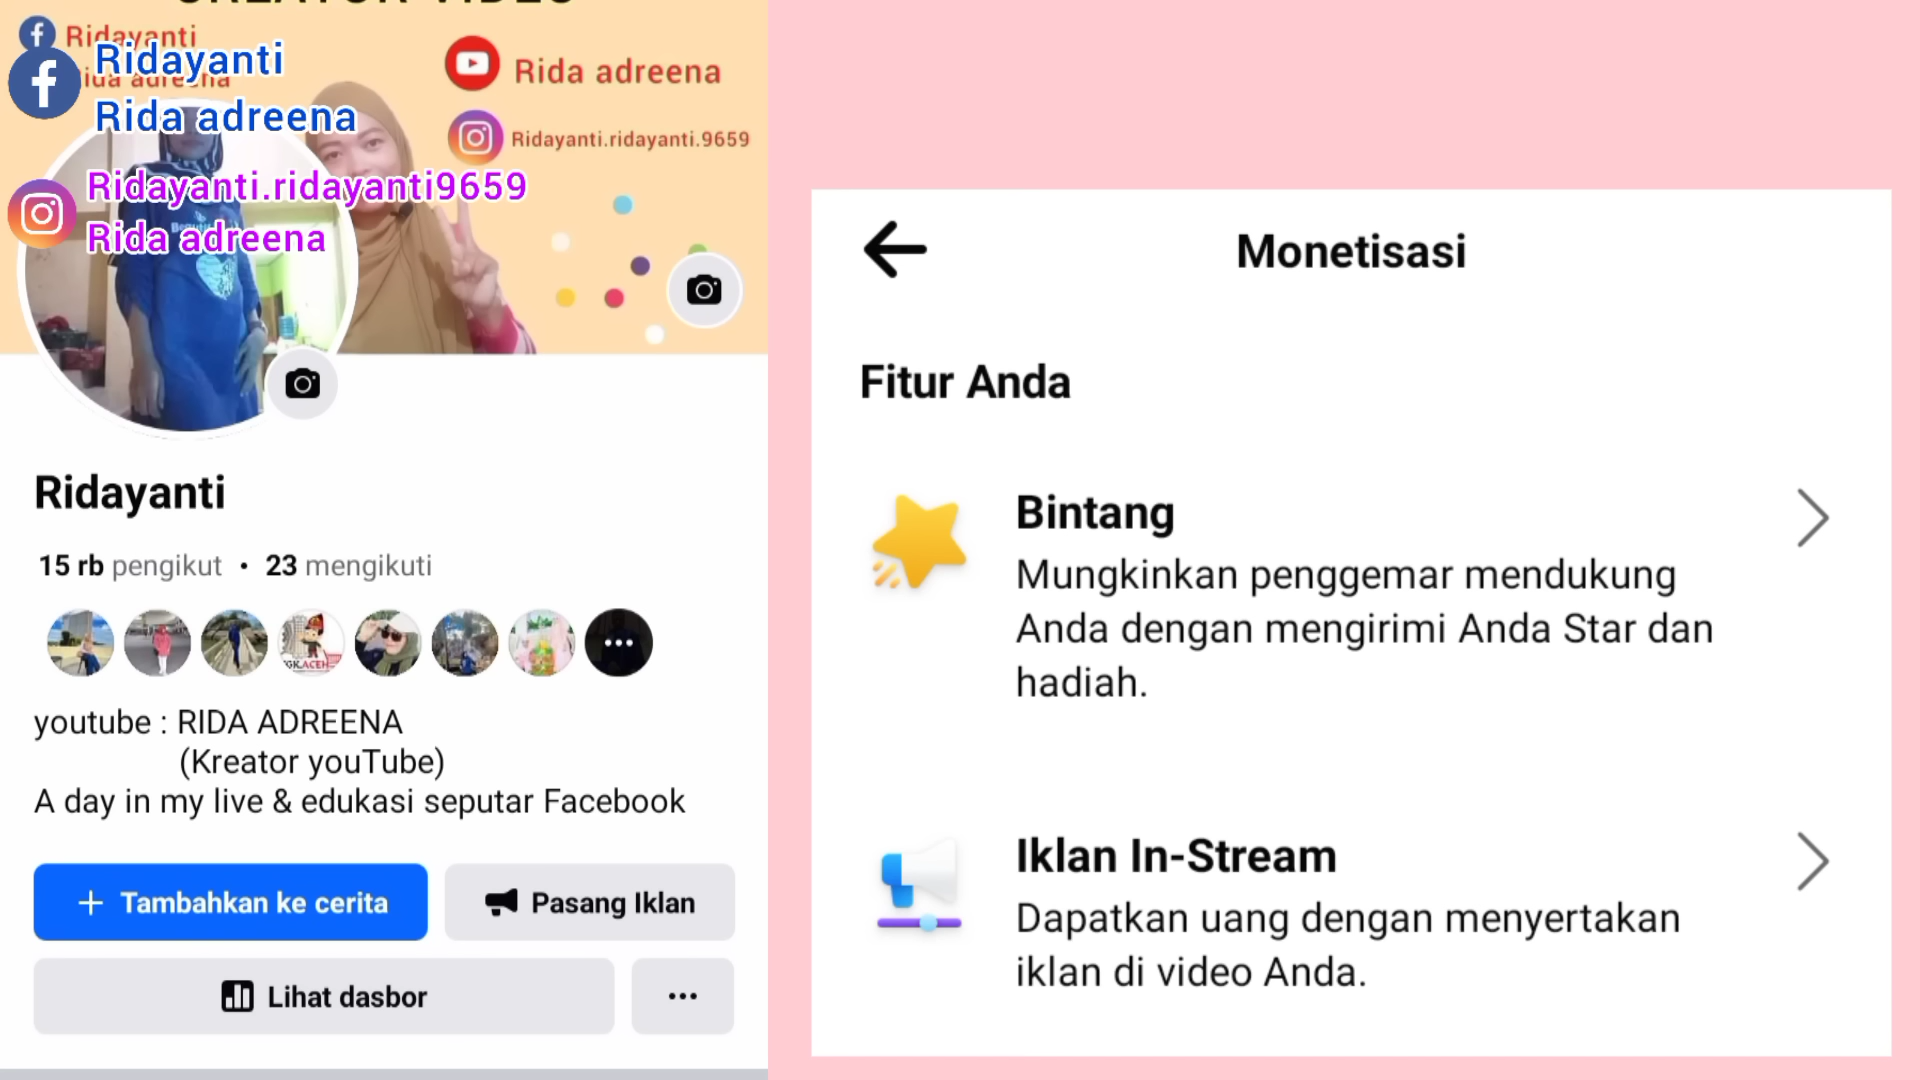 Ridayanti
Ridayanti
Rida adreena
Rida adreena
Ridayanti.ridayanti.9659
Ridayanti.ridayanti9659
Rida adreena
Ridayanti
15 rb pengikut • 23 mengikuti
youtube : RIDA ADREENA
(Kreator youTube)
A day in my live & edukasi seputar Facebook
+ Tambahkan ke cerita
Pasang Iklan
Lihat dasbor
Monetisasi
Fitur Anda
Bintang
Mungkinkan penggemar mendukung
Anda dengan mengirimi Anda Star dan
hadiah.
Iklan In-Stream
Dapatkan uang dengan menyertakan
iklan di video Anda.